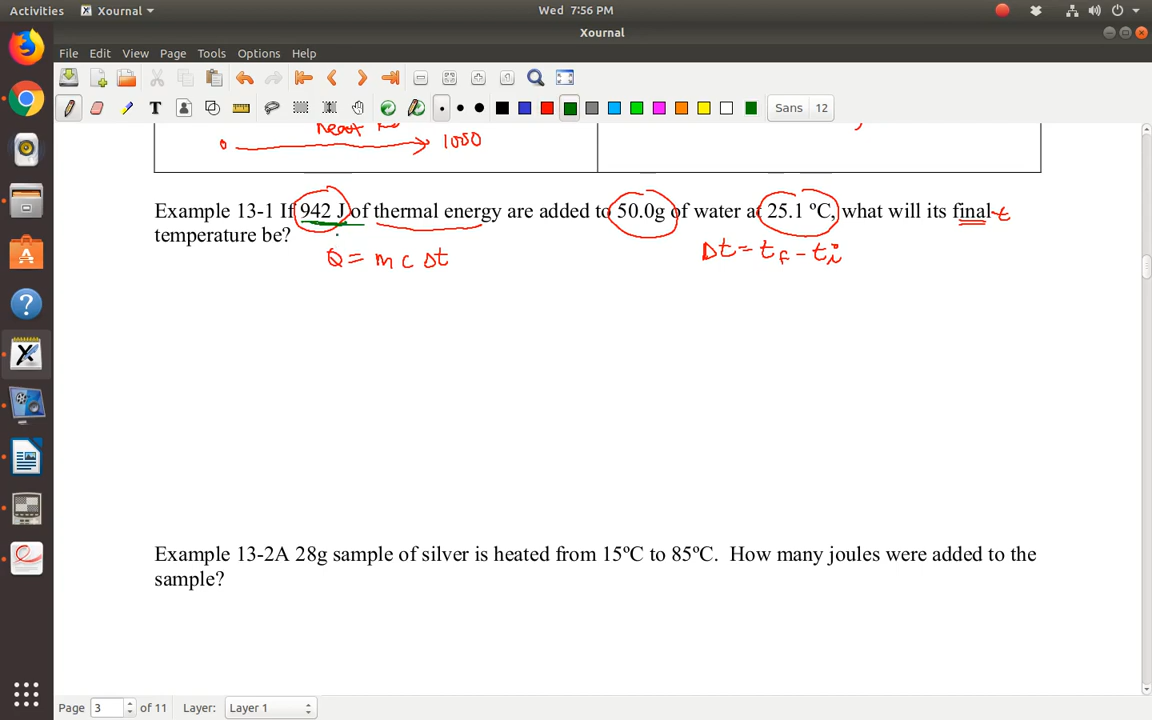 Activities Xournal Wed 7:56 PM
Xournal
File Edit View Page Tools Options Help
Sans 12
0 1000
Example 13-1 If 942 J of thermal energy are added to 50.0g of water at 25.1 ºC, what will its final t
temperature be?
Q = m c Δt Δt = tf - ti
Example 13-2A 28g sample of silver is heated from 15ºC to 85ºC. How many joules were added to the
sample?
Page 3 of 11 Layer: Layer 1